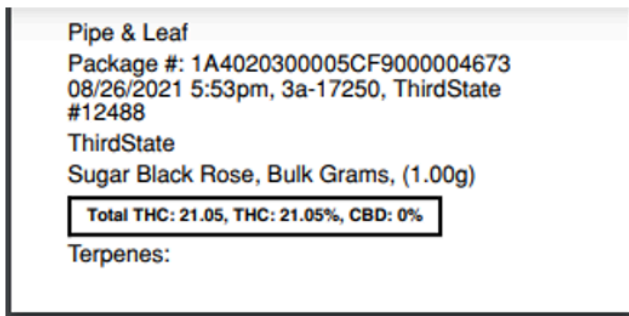 Pipe & Leaf
Package #: 1A4020300005CF9000004673
08/26/2021 5:53pm, 3a-17250, ThirdState
#12488
ThirdState
Sugar Black Rose, Bulk Grams, (1.00g)
Total THC: 21.05, THC: 21.05%, CBD: 0%
Terpenes: